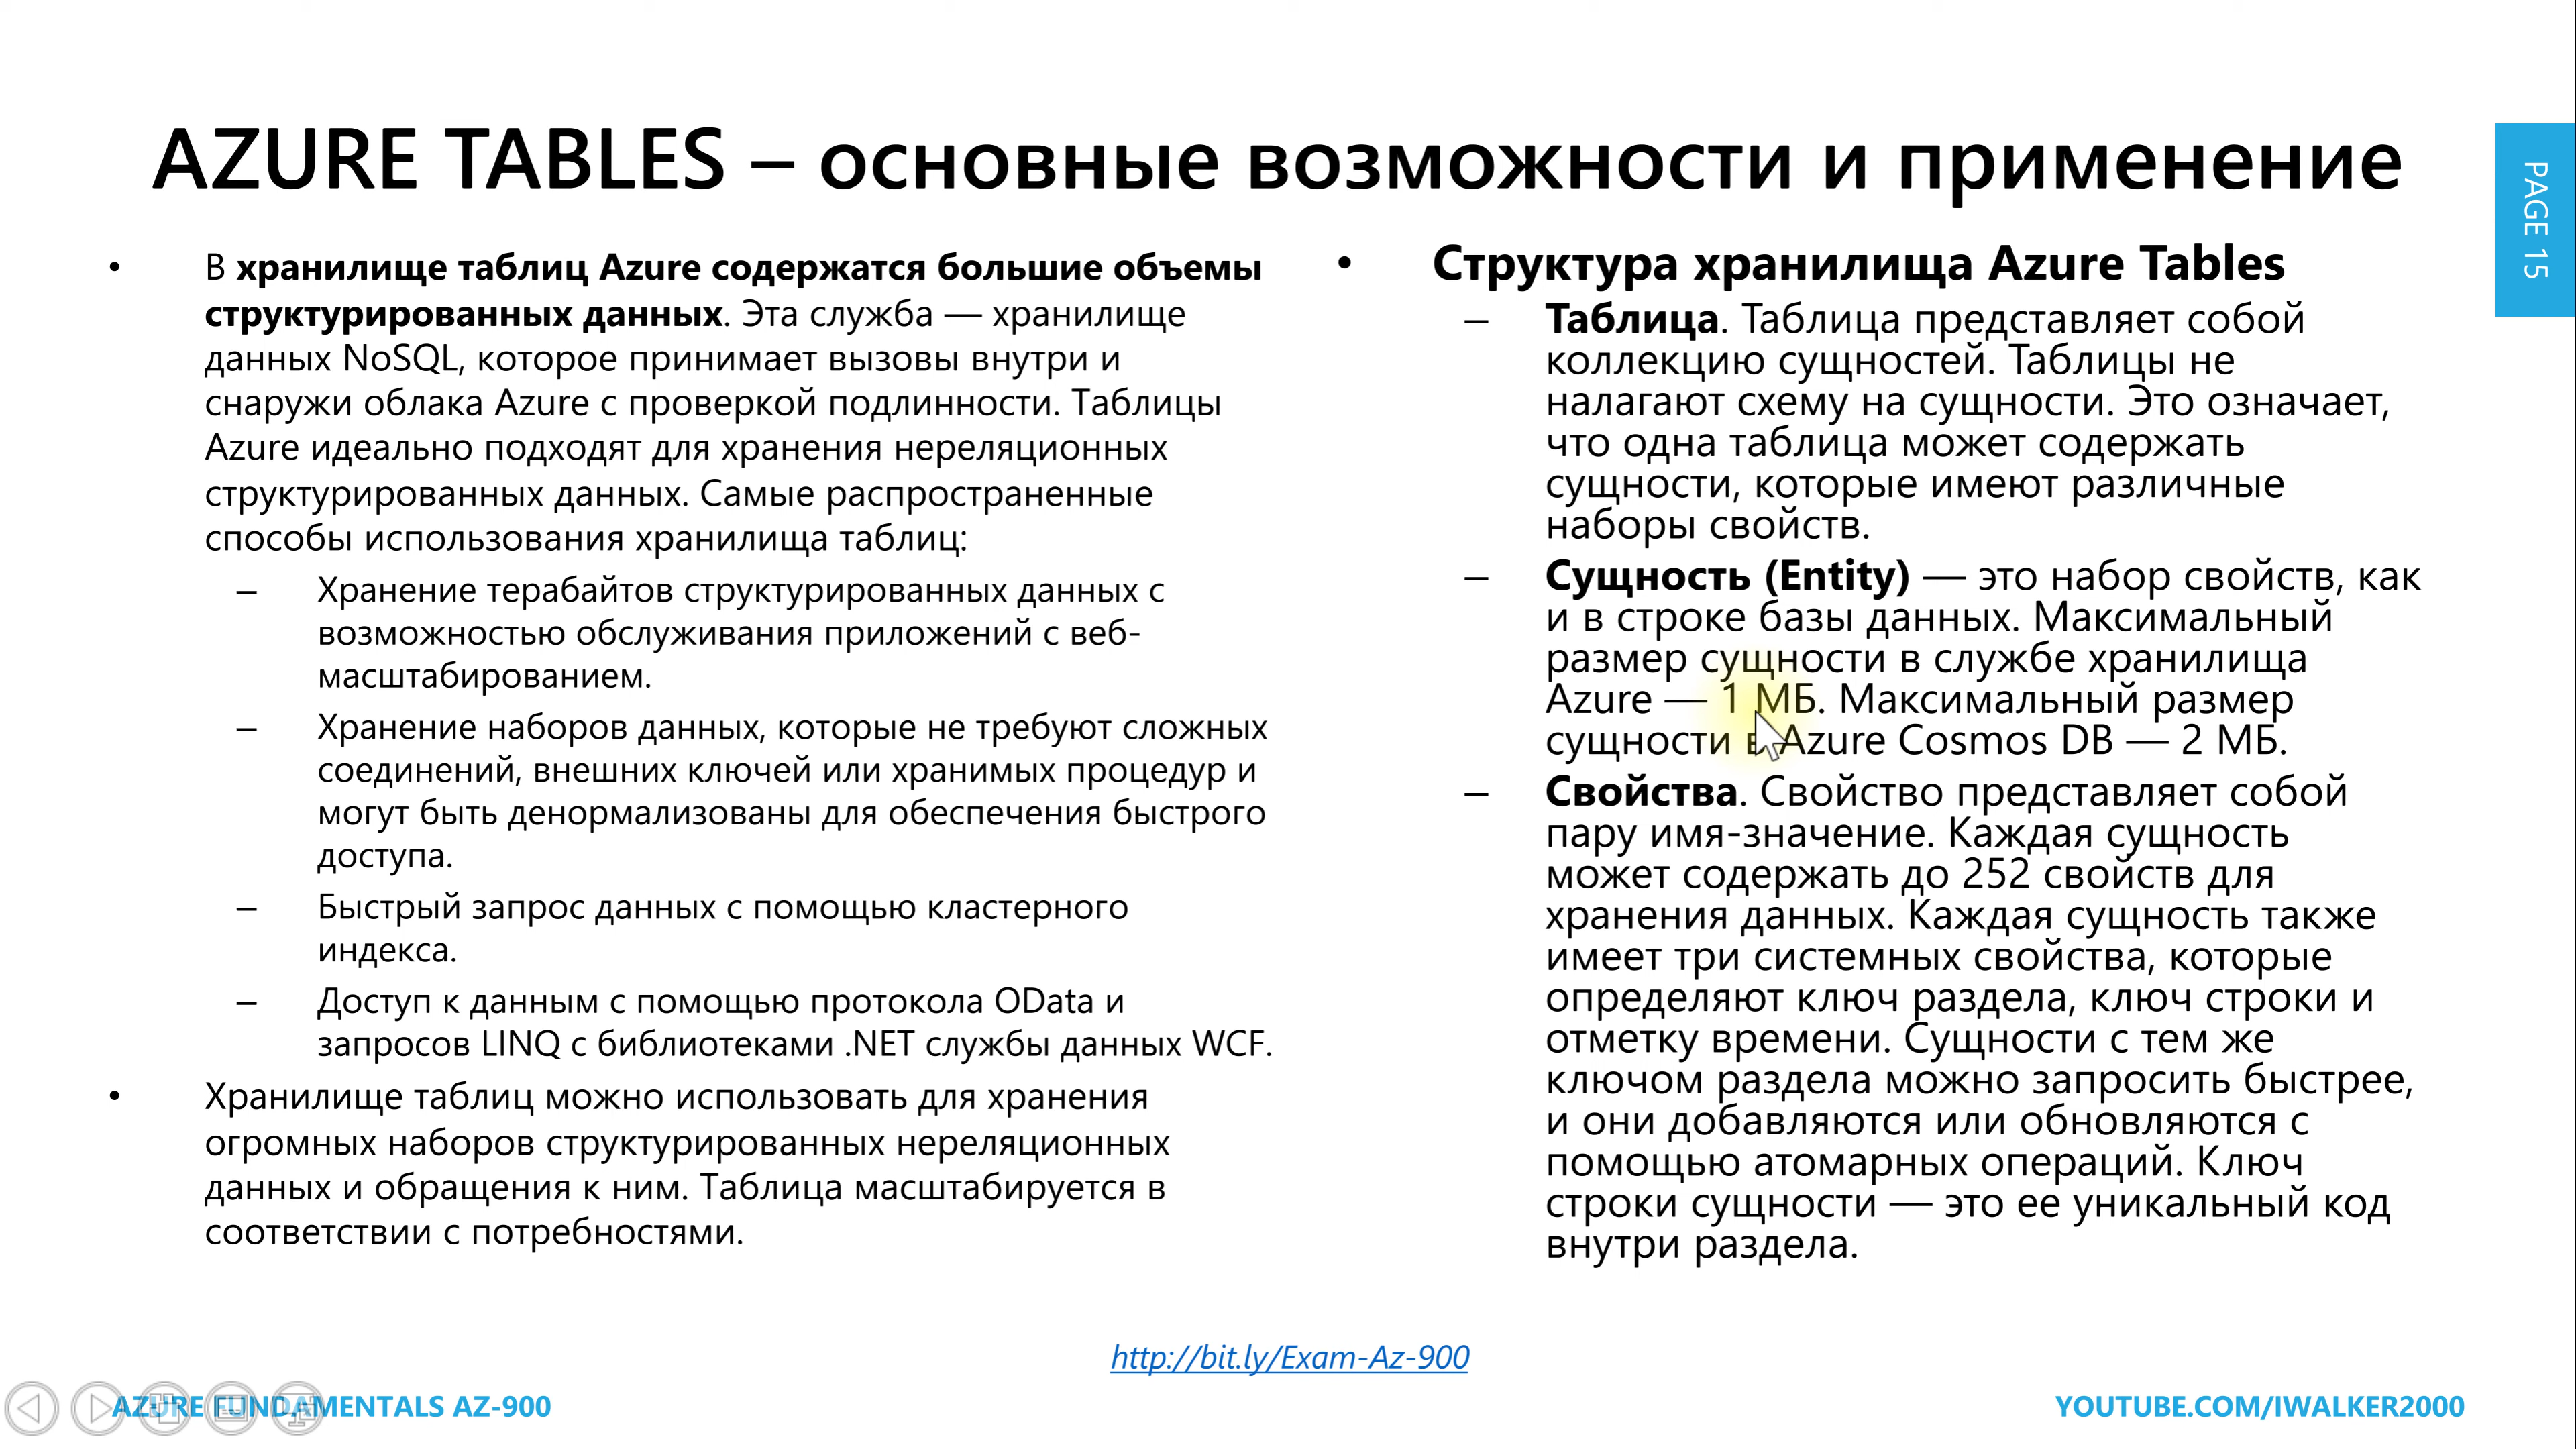 AZURE TABLES – основные возможности и применение
PAGE 15
• В хранилище таблиц Azure содержатся большие объемы
структурированных данных. Эта служба — хранилище
данных NoSQL, которое принимает вызовы внутри и
снаружи облака Azure с проверкой подлинности. Таблицы
Azure идеально подходят для хранения нереляционных
структурированных данных. Самые распространенные
способы использования хранилища таблиц:
– Хранение терабайтов структурированных данных с
возможностью обслуживания приложений с веб-
масштабированием.
– Хранение наборов данных, которые не требуют сложных
соединений, внешних ключей или хранимых процедур и
могут быть денормализованы для обеспечения быстрого
доступа.
– Быстрый запрос данных с помощью кластерного
индекса.
– Доступ к данным с помощью протокола OData и
запросов LINQ с библиотеками .NET службы данных WCF.
• Хранилище таблиц можно использовать для хранения
огромных наборов структурированных нереляционных
данных и обращения к ним. Таблица масштабируется в
соответствии с потребностями.
• Структура хранилища Azure Tables
– Таблица. Таблица представляет собой
коллекцию сущностей. Таблицы не
налагают схему на сущности. Это означает,
что одна таблица может содержать
сущности, которые имеют различные
наборы свойств.
– Сущность (Entity) — это набор свойств, как
и в строке базы данных. Максимальный
размер сущности в службе хранилища
Azure — 1 МБ. Максимальный размер
сущности в Azure Cosmos DB — 2 МБ.
– Свойства. Свойство представляет собой
пару имя-значение. Каждая сущность
может содержать до 252 свойств для
хранения данных. Каждая сущность также
имеет три системных свойства, которые
определяют ключ раздела, ключ строки и
отметку времени. Сущности с тем же
ключом раздела можно запросить быстрее,
и они добавляются или обновляются с
помощью атомарных операций. Ключ
строки сущности — это ее уникальный код
внутри раздела.
http://bit.ly/Exam-Az-900
AZURE FUNDAMENTALS AZ-900
YOUTUBE.COM/IWALKER2000